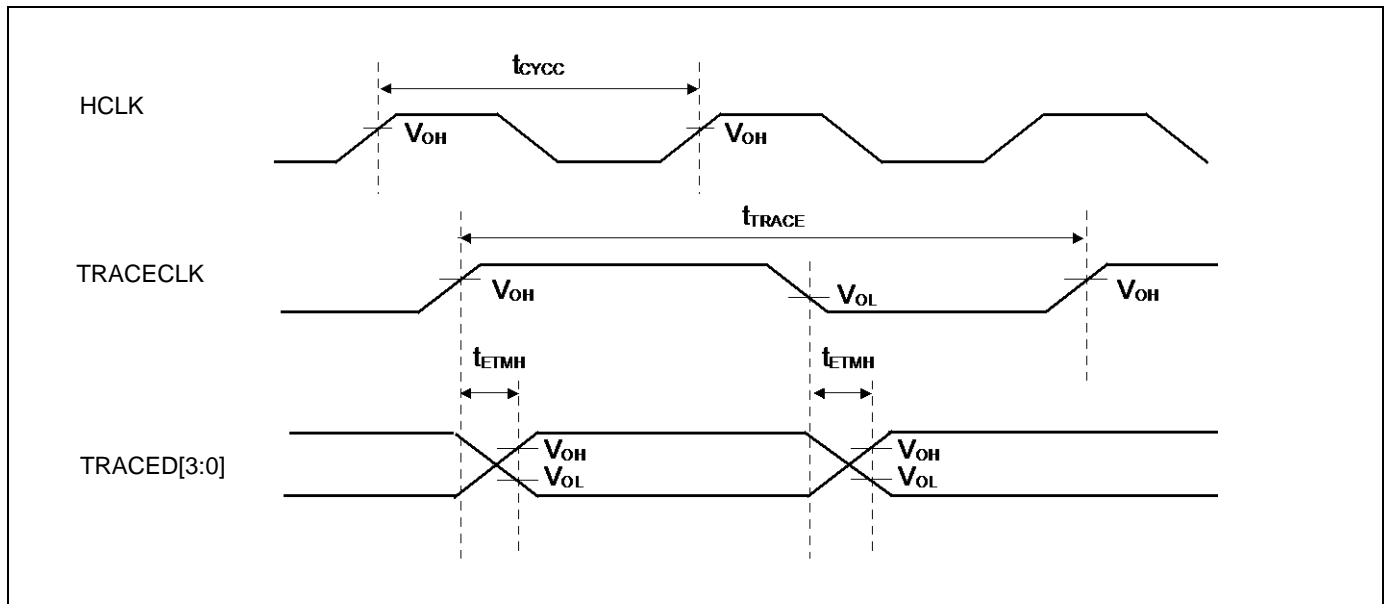 tCYCC
HCLK
VOH
VOH
tTRACE
TRACECLK
VOH
VOL
VOH
tETMH
tETMH
TRACED[3:0]
VOH
VOH
VOL
VOL